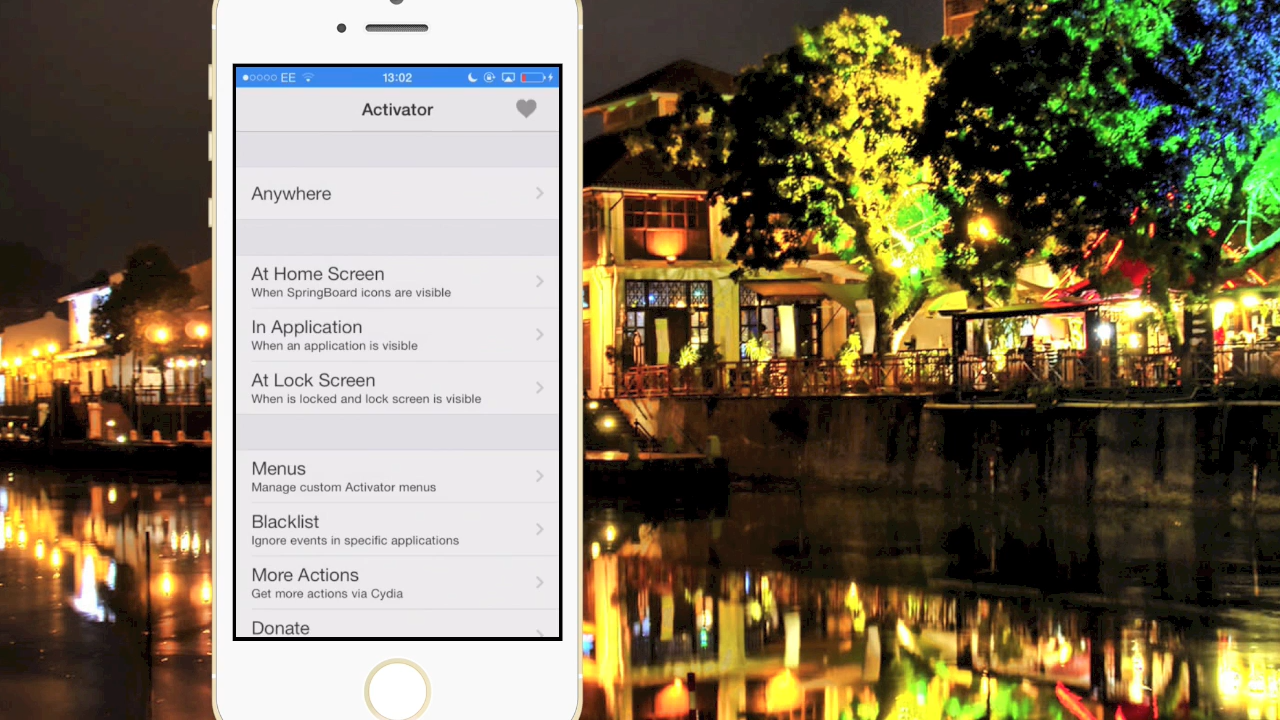 EE 13:02
Activator
Anywhere
At Home Screen
When SpringBoard icons are visible
In Application
When an application is visible
At Lock Screen
When is locked and lock screen is visible
Menus
Manage custom Activator menus
Blacklist
Ignore events in specific applications
More Actions
Get more actions via Cydia
Donate